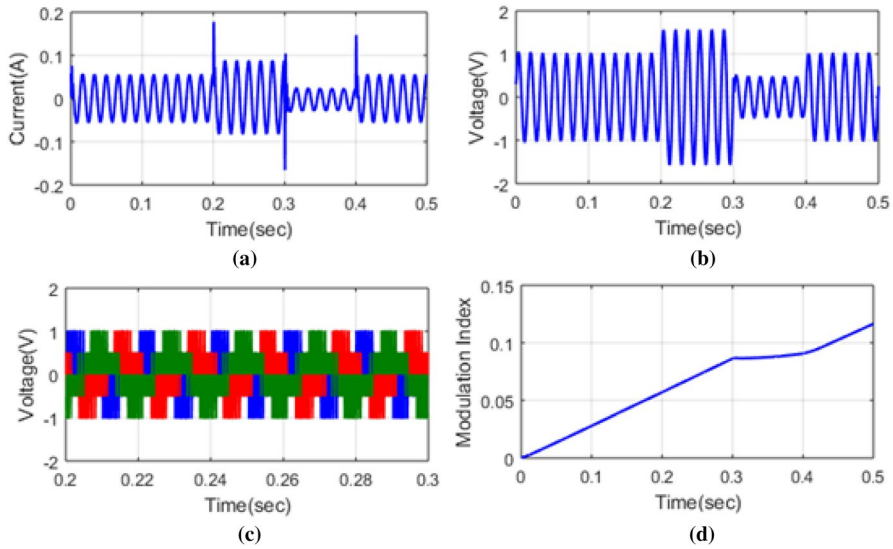 0.2
0.1
0
-0.1
-0.2
Current(A)
0 0.1 0.2 0.3 0.4 0.5
Time(sec)
(a)
2
1
0
-1
-2
Voltage(V)
0 0.1 0.2 0.3 0.4 0.5
Time(sec)
(b)
2
1
0
-1
-2
Voltage(V)
0.2 0.22 0.24 0.26 0.28 0.3
Time(sec)
(c)
0.15
0.1
0.05
0
Modulation Index
0 0.1 0.2 0.3 0.4 0.5
Time(sec)
(d)